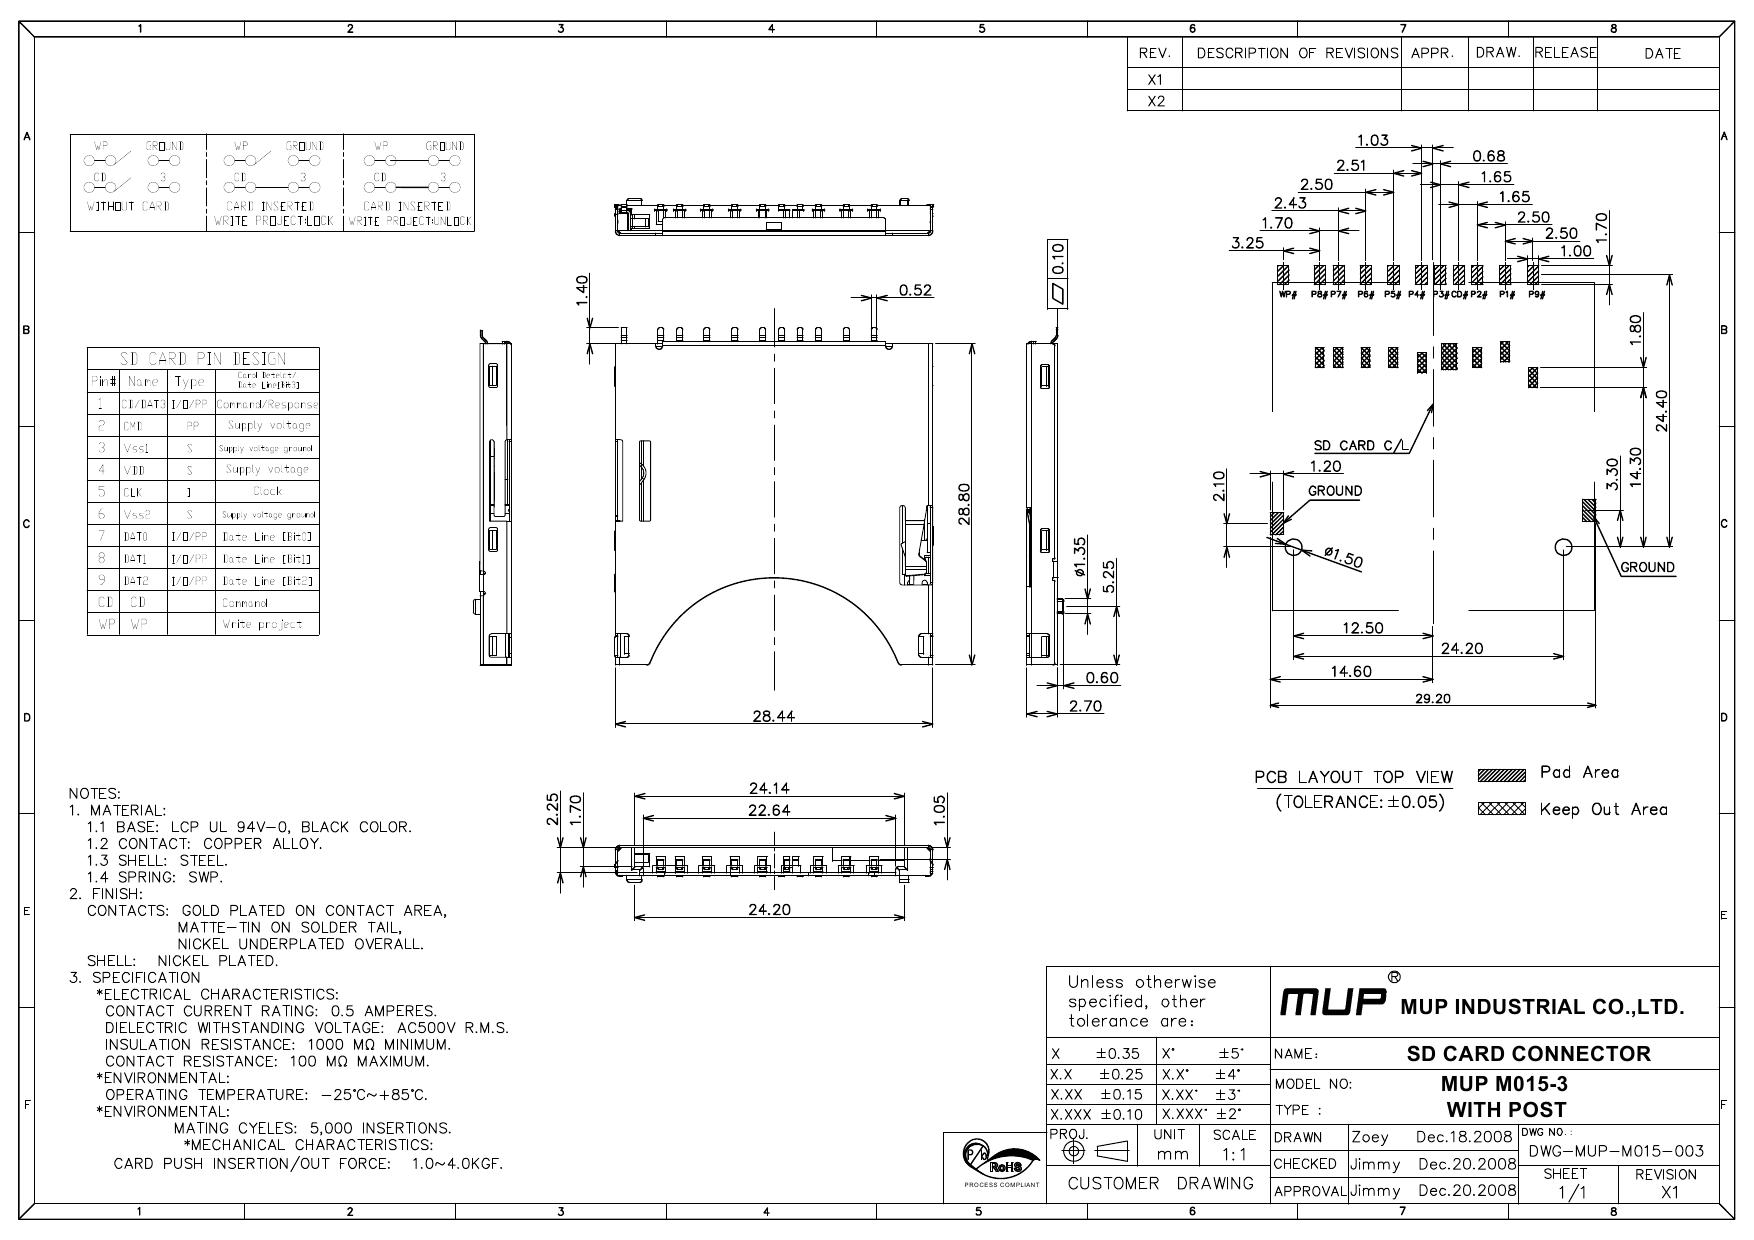 1 2 3 4 5 6 7 8
REV. DESCRIPTION OF REVISIONS APPR. DRAW. RELEASE DATE
X1
X2
A A
B B
C C
D D
E E
F F
WP GROUND WP GROUND WP GROUND
CD 3 CD 3 CD 3
WITHOUT CARD
CARD INSERTED
WRITE PROJECT:LOCK
CARD INSERTED
WRITE PROJECT:UNLOCK
SD CARD PIN DESIGN
Pin# Name Type Card Detelct/ Date Line[Bit3]
1 CD/DAT3 I/O/PP Command/Response
2 CMD PP Supply voltage
3 Vss1 S Supply voltage ground
4 VDD S Supply voltage
5 CLK I Clock
6 Vss2 S Supply voltage ground
7 DAT0 I/O/PP Date Line [Bit0]
8 DAT1 I/O/PP Date Line [Bit1]
9 DAT2 I/O/PP Date Line [Bit2]
CD CD Command
WP WP Write project
1.40
0.52
0.10
28.80
28.44
ø1.35
5.25
0.60
2.70
24.14
22.64
2.25
1.70
1.05
24.20
1.03
0.68
2.51
1.65
2.50
1.65
2.43
2.50
1.70
2.50
3.25
1.00
1.70
WP# P8# P7# P6# P5# P4# P3# CD# P2# P1# P9#
1.80
24.40
SD CARD C/L
14.30
3.30
1.20
2.10
GROUND
ø1.50
GROUND
12.50
24.20
14.60
29.20
PCB LAYOUT TOP VIEW
(TOLERANCE:±0.05)
Pad Area
Keep Out Area
NOTES:
1. MATERIAL:
1.1 BASE: LCP UL 94V-0, BLACK COLOR.
1.2 CONTACT: COPPER ALLOY.
1.3 SHELL: STEEL.
1.4 SPRING: SWP.
2. FINISH:
CONTACTS: GOLD PLATED ON CONTACT AREA,
MATTE-TIN ON SOLDER TAIL,
NICKEL UNDERPLATED OVERALL.
SHELL: NICKEL PLATED.
3. SPECIFICATION
*ELECTRICAL CHARACTERISTICS:
CONTACT CURRENT RATING: 0.5 AMPERES.
DIELECTRIC WITHSTANDING VOLTAGE: AC500V R.M.S.
INSULATION RESISTANCE: 1000 MΩ MINIMUM.
CONTACT RESISTANCE: 100 MΩ MAXIMUM.
*ENVIRONMENTAL:
OPERATING TEMPERATURE: -25°C~+85°C.
*ENVIRONMENTAL:
MATING CYELES: 5,000 INSERTIONS.
*MECHANICAL CHARACTERISTICS:
CARD PUSH INSERTION/OUT FORCE: 1.0~4.0KGF.
Pb RoHS
PROCESS COMPLIANT
Unless otherwise
specified, other
tolerance are:
X ±0.35 X° ±5°
X.X ±0.25 X.X° ±4°
X.XX ±0.15 X.XX° ±3°
X.XXX ±0.10 X.XXX° ±2°
PROJ. UNIT mm SCALE 1:1
CUSTOMER DRAWING
MUP ® MUP INDUSTRIAL CO.,LTD.
NAME: SD CARD CONNECTOR
MODEL NO: MUP M015-3
TYPE : WITH POST
DRAWN Zoey Dec.18.2008
CHECKED Jimmy Dec.20.2008
APPROVAL Jimmy Dec.20.2008
DWG NO.:
DWG-MUP-M015-003
SHEET 1/1
REVISION X1
1 2 3 4 5 6 7 8